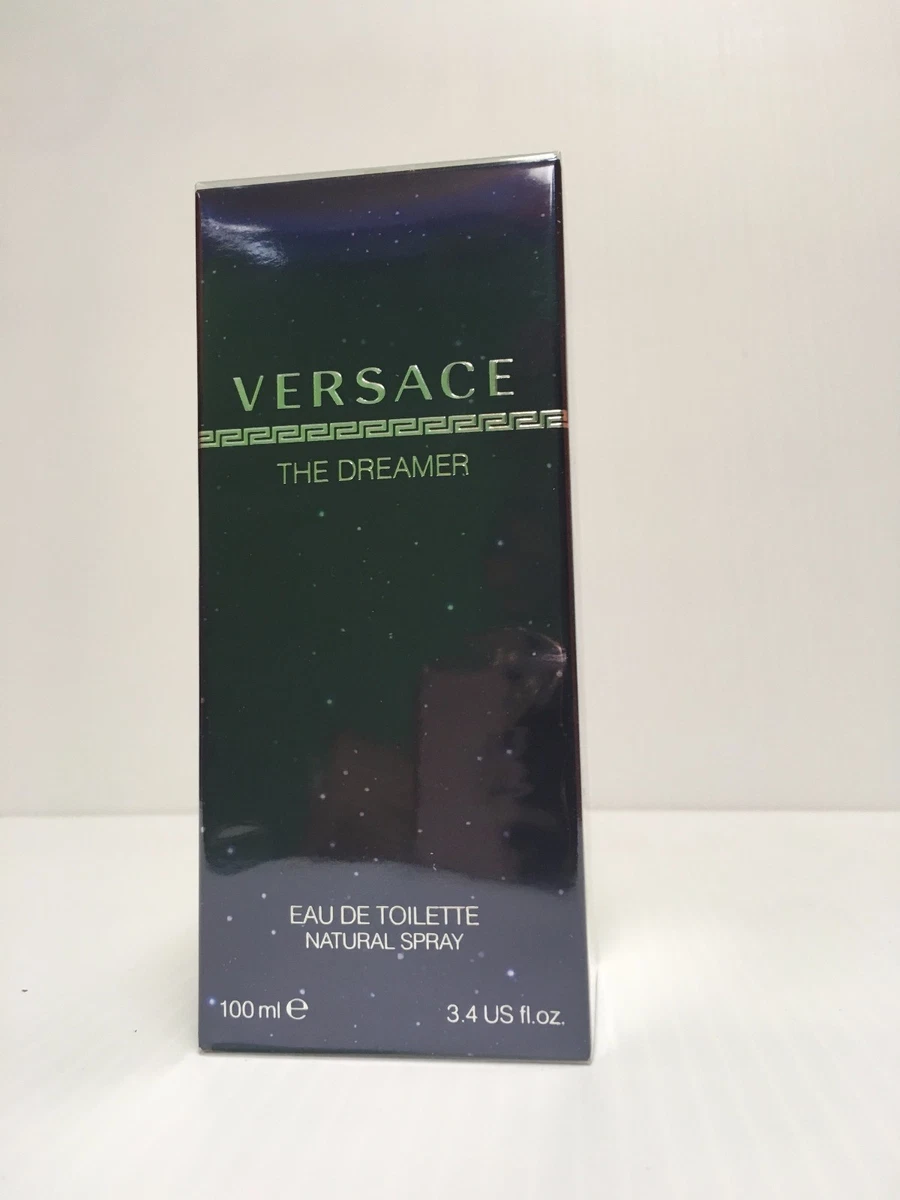 VERSACE
THE DREAMER
EAU DE TOILETTE
NATURAL SPRAY
100 ml ℮
3.4 US fl.oz.